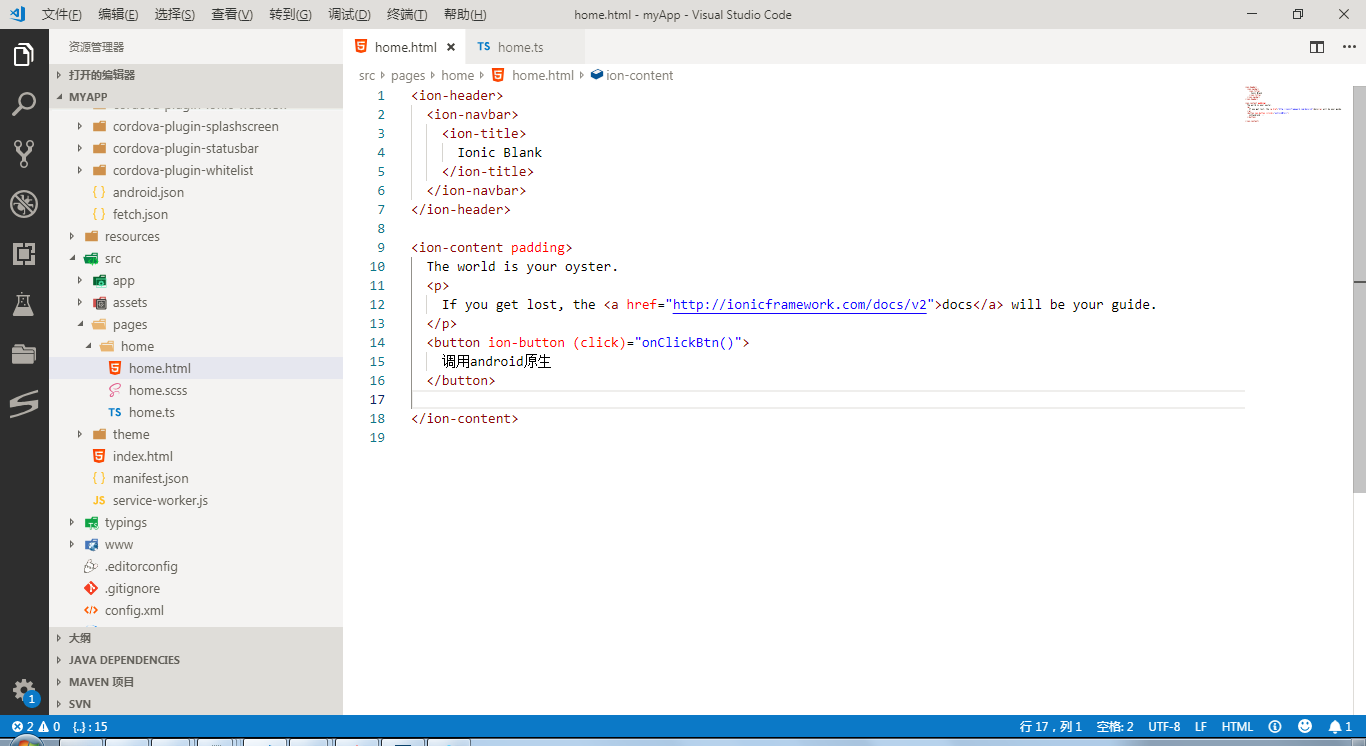 文件(F) 编辑(E) 选择(S) 查看(V) 转到(G) 调试(D) 终端(T) 帮助(H) home.html - myApp - Visual Studio Code
资源管理器
打开的编辑器
MYAPP
cordova-plugin-ionic-webview
cordova-plugin-splashscreen
cordova-plugin-statusbar
cordova-plugin-whitelist
{ } android.json
{ } fetch.json
resources
src
app
assets
pages
home
home.html
home.scss
TS home.ts
theme
index.html
{ } manifest.json
JS service-worker.js
typings
www
.editorconfig
.gitignore
config.xml
大纲
JAVA DEPENDENCIES
MAVEN 项目
SVN
home.html TS home.ts
src pages home home.html ion-content
1 <ion-header>
2 <ion-navbar>
3 <ion-title>
4 Ionic Blank
5 </ion-title>
6 </ion-navbar>
7 </ion-header>
8
9 <ion-content padding>
10 The world is your oyster.
11 <p>
12 If you get lost, the <a href="http://ionicframework.com/docs/v2">docs</a> will be your guide.
13 </p>
14 <button ion-button (click)="onClickBtn()">
15 调用android原生
16 </button>
17
18 </ion-content>
19
1
2 0 {..} : 15 行 17，列 1 空格: 2 UTF-8 LF HTML 1